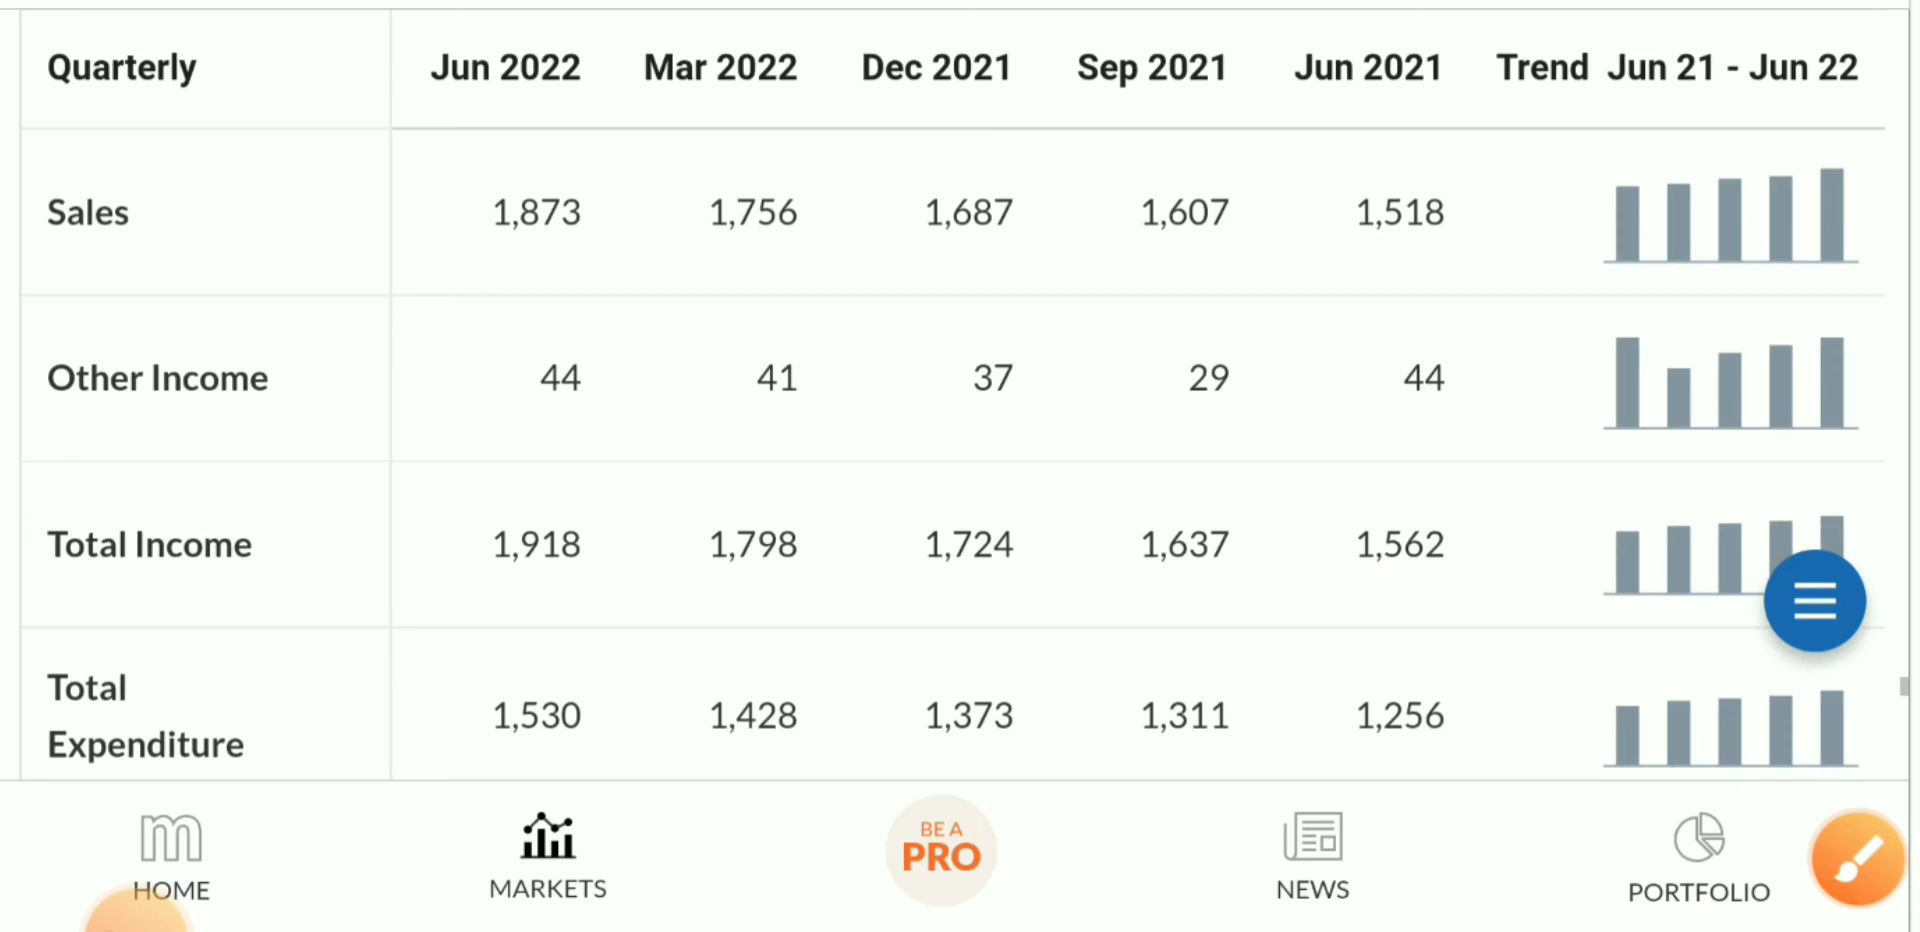 Quarterly Jun 2022 Mar 2022 Dec 2021 Sep 2021 Jun 2021 Trend Jun 21 - Jun 22
Sales 1,873 1,756 1,687 1,607 1,518
Other Income 44 41 37 29 44
Total Income 1,918 1,798 1,724 1,637 1,562
Total
Expenditure 1,530 1,428 1,373 1,311 1,256
m
BE A
PRO
HOME MARKETS NEWS PORTFOLIO